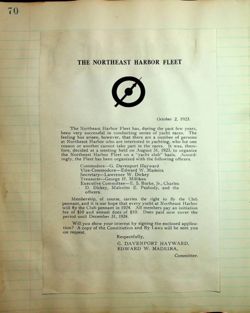 70
THE NORTHEAST HARBOR FLEET
October 2, 1923.
The Northeast Harbor Fleet has, during the past few years,
been very successful in conducting series of yacht races. The
feeling has arisen, however, that there are a number of persons
at Northeast Harbor who are interested in yachting, who for one
reason or another cannot take part in the races. It was, there-
fore, decided at a meeting held on August 31, 1923, to organize
the Northeast Harbor Fleet on a "yacht club" basis. Accord-
ingly, the Fleet has been organized with the following officers:
Commodore—G. Davenport Hayward
Vice-Commodore—Edward W. Madeira
Secretary—Lawrence W. Dickey
Treasurer—George H. Milliken
Executive Committee—E. S. Burke, Jr., Charles
D. Dickey, Malcolm E. Peabody, and the
officers.
Membership, of course, carries the right to fly the Club
pennant, and it is our hope that every yacht at Northeast Harbor
will fly the Club pennant in 1924. All members pay an initiation
fee of $10 and annual dues of $10. Dues paid now cover the
period until December 31, 1924.
Will you show your interest by signing the enclosed applica-
tion? A copy of the Constitution and By-Laws will be sent you
on request.
Respectfully,
G. DAVENPORT HAYWARD,
EDWARD W. MADEIRA,
Committee.